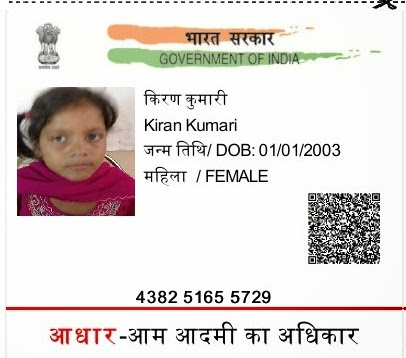 भारत सरकार
GOVERNMENT OF INDIA
किरण कुमारी
Kiran Kumari
जन्म तिथि/ DOB: 01/01/2003
महिला / FEMALE
4382 5165 5729
आधार-आम आदमी का अधिकार